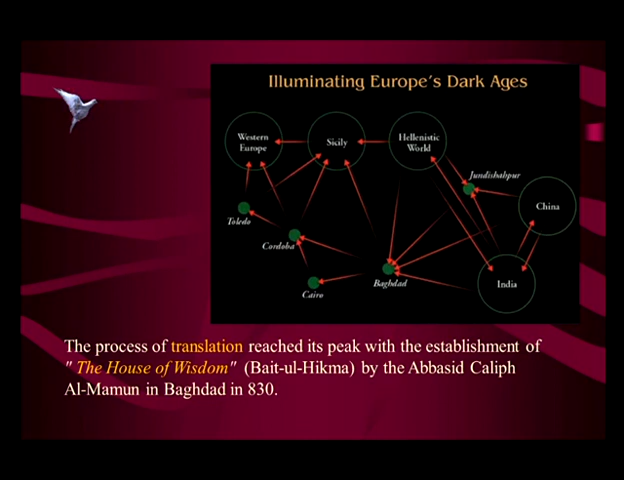 Illuminating Europe's Dark Ages
Western
Europe
Sicily
Hellenistic
World
Jundishahpur
China
Toledo
Cordoba
Cairo
Baghdad
India
The process of translation reached its peak with the establishment of
" The House of Wisdom" (Bait-ul-Hikma) by the Abbasid Caliph
Al-Mamun in Baghdad in 830.